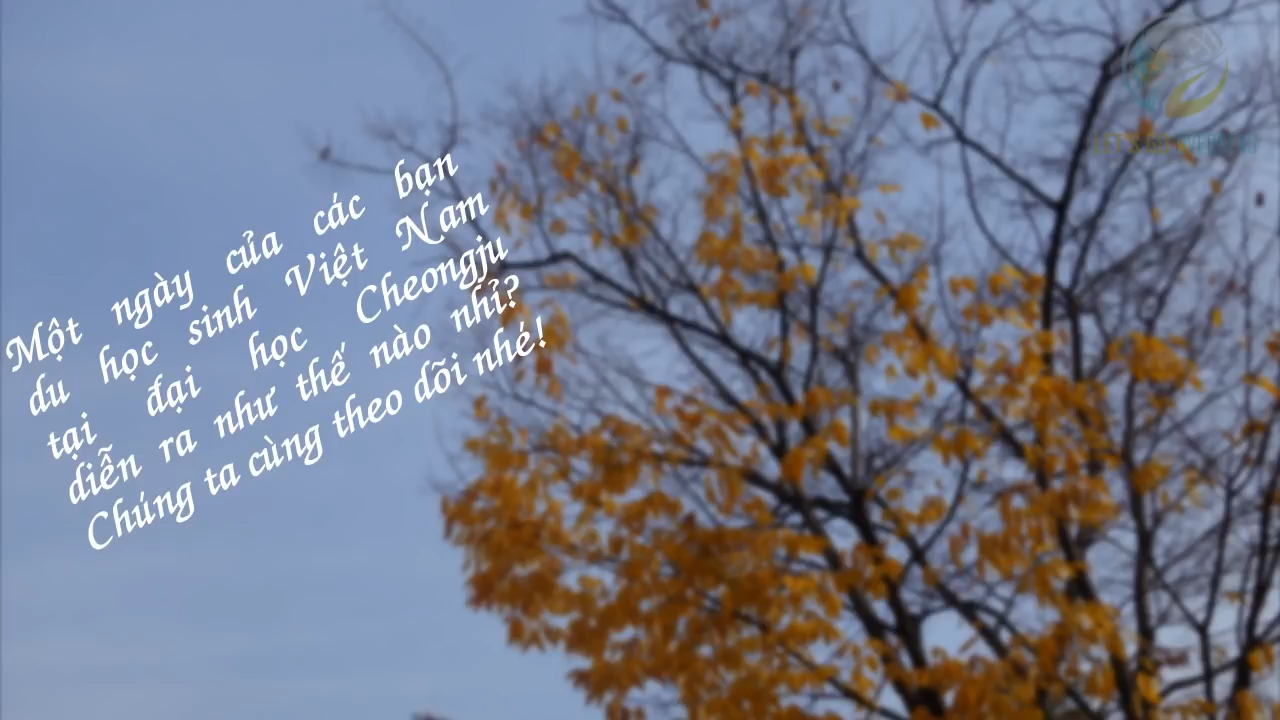 Một ngày của các bạn
du học sinh Việt Nam
tại đại học Cheongju
diễn ra như thế nào nhỉ?
Chúng ta cùng theo dõi nhé!